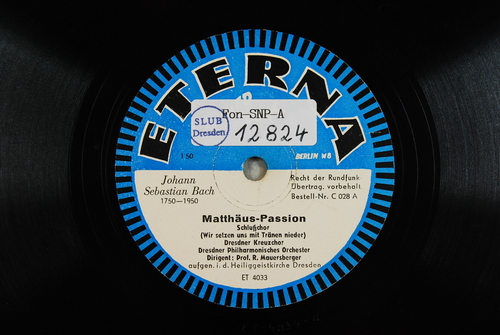 ETERNA
Fon-SNP-A
12824
SLUB
Dresden
150
BERLIN W8
Johann
Sebastian Bach
1750—1950
Recht der Rundfunk
Übertrag. vorbehalt.
Bestell-Nr. C 028 A
Matthäus-Passion
Schlußchor
(Wir setzen uns mit Tränen nieder)
Dresdner Kreuzchor
Dresdner Philharmonisches Orchester
Dirigent: Prof. R. Mauersberger
aufgen. i. d. Heiliggeistkirche Dresden
ET 4033